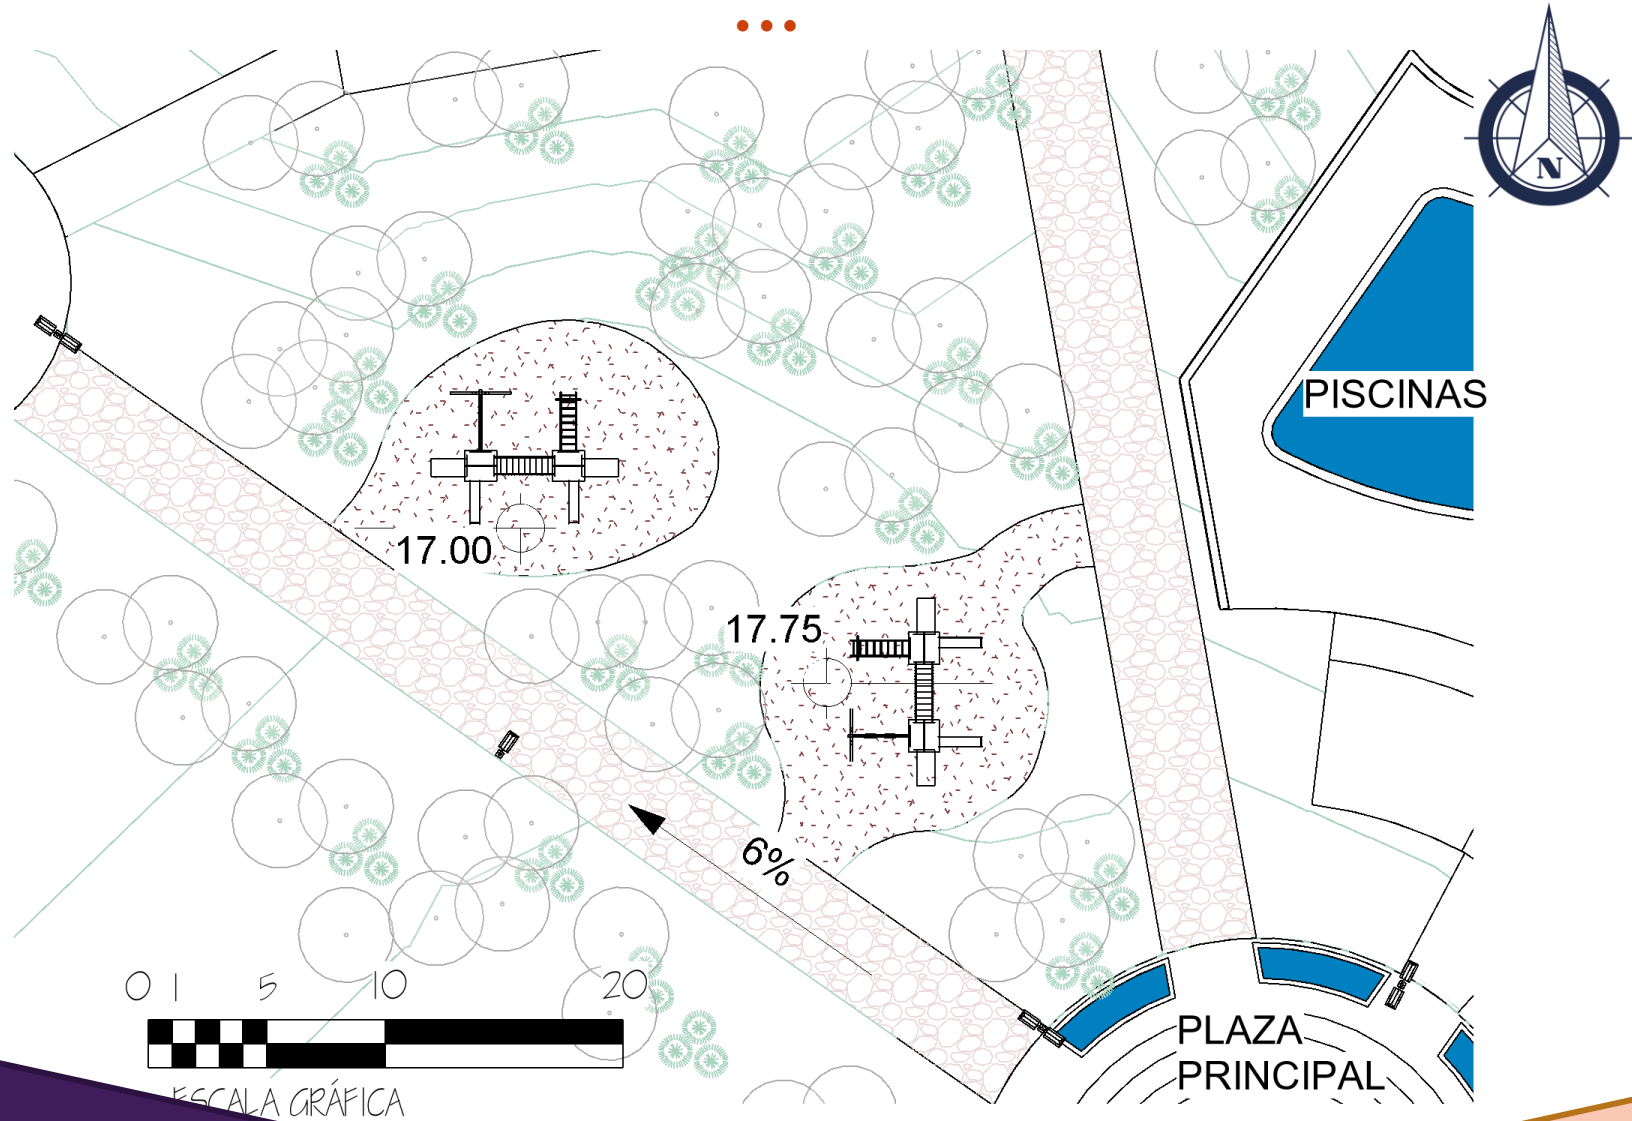 N
PISCINAS
17.00
17.75
6%
0 1 5 10 20
ESCALA GRÁFICA
PLAZA
PRINCIPAL